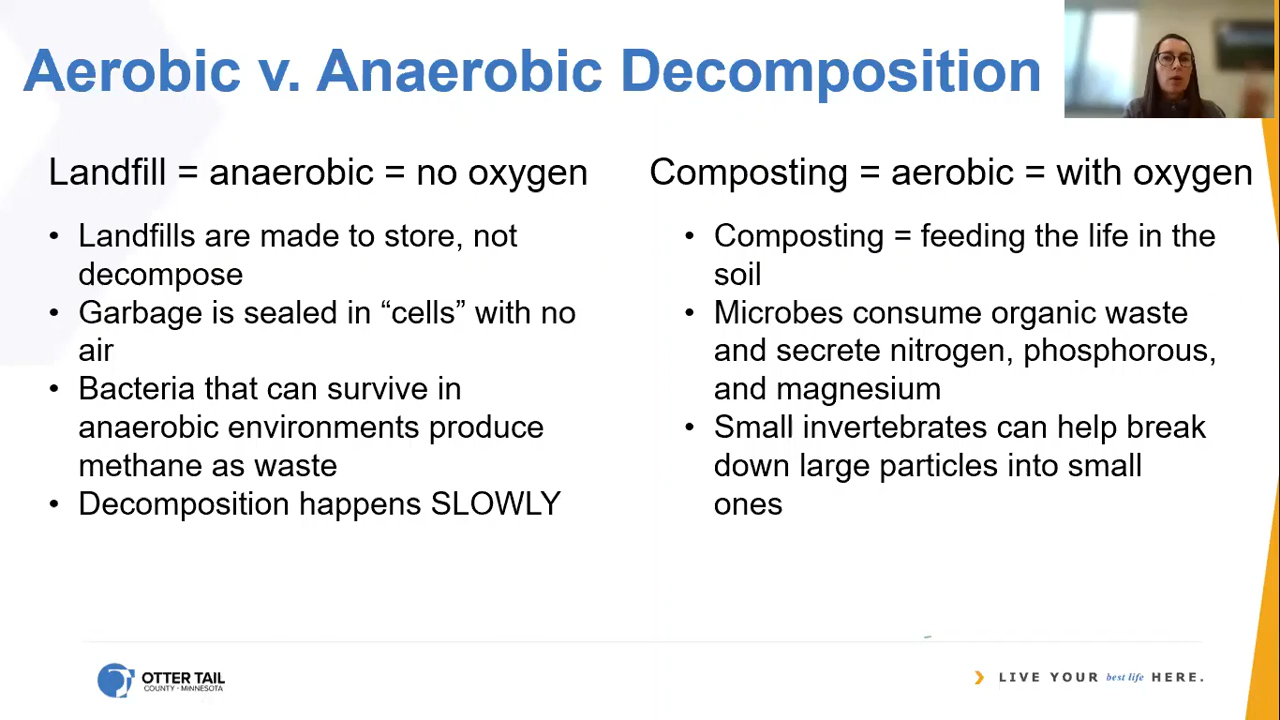 Aerobic v. Anaerobic Decomposition
Landfill = anaerobic = no oxygen
• Landfills are made to store, not
decompose
• Garbage is sealed in “cells” with no
air
• Bacteria that can survive in
anaerobic environments produce
methane as waste
• Decomposition happens SLOWLY
Composting = aerobic = with oxygen
• Composting = feeding the life in the
soil
• Microbes consume organic waste
and secrete nitrogen, phosphorous,
and magnesium
• Small invertebrates can help break
down large particles into small
ones
OTTER TAIL
COUNTY · MINNESOTA
LIVE YOUR best life HERE.